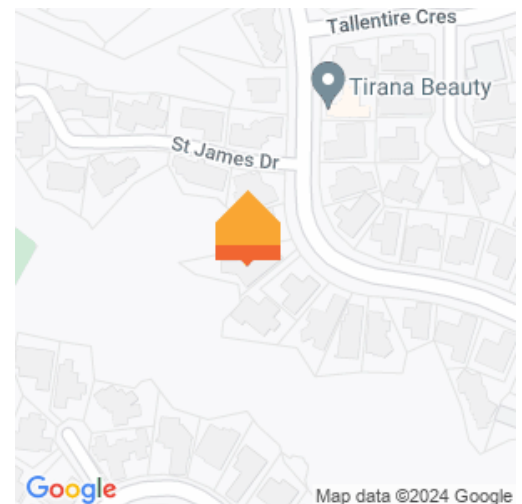 Tallentire Cres
Tirana Beauty
St James Dr
Google
Map data ©2024 Google